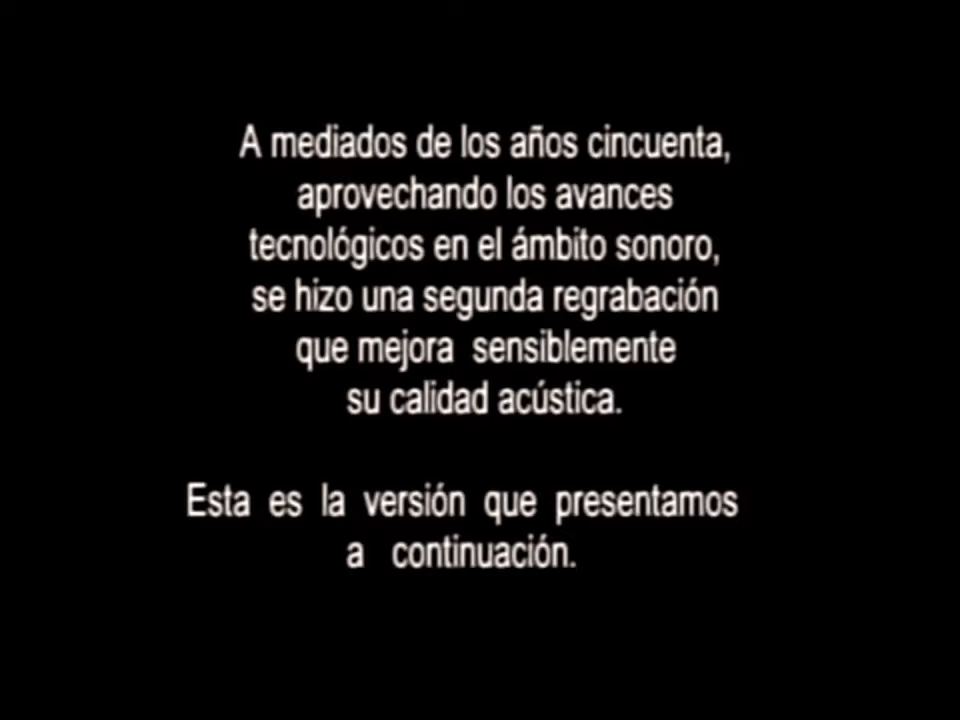 A mediados de los años cincuenta,
aprovechando los avances
tecnológicos en el ámbito sonoro,
se hizo una segunda regrabación
que mejora sensiblemente
su calidad acústica.
Esta es la versión que presentamos
a continuación.